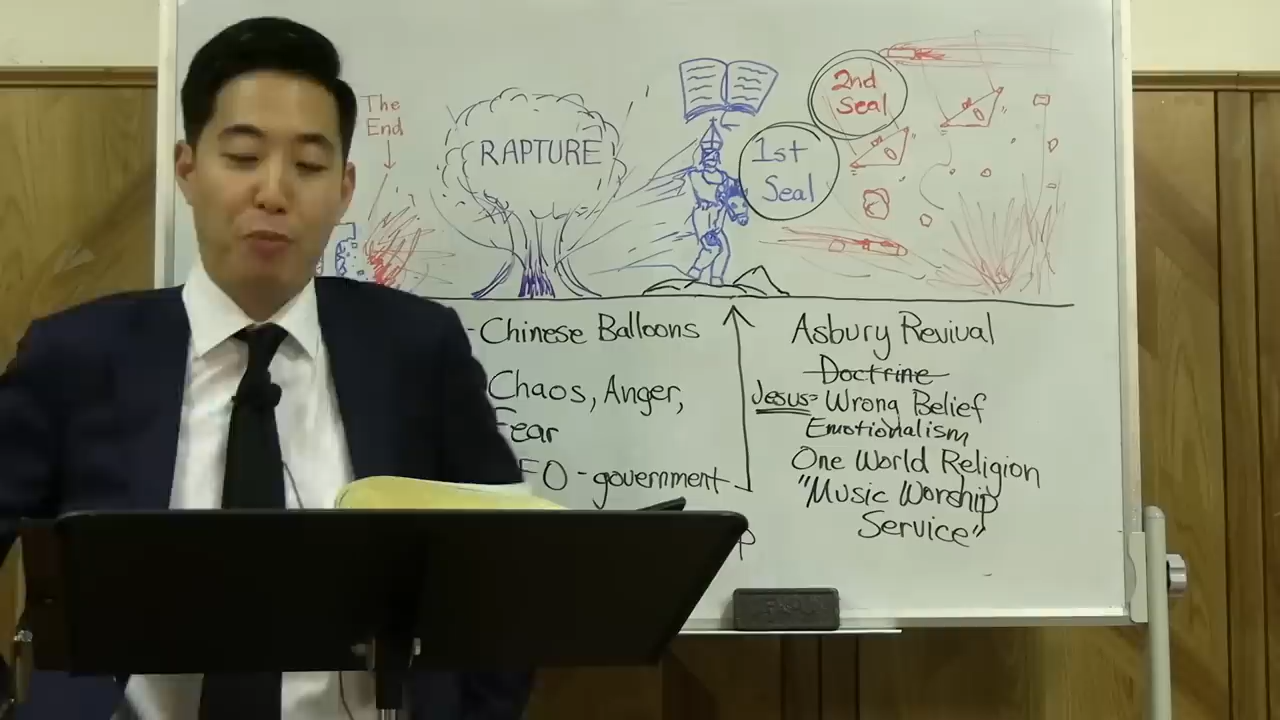 The
End
RAPTURE
1st
Seal
2nd
Seal
- Chinese Balloons
Chaos, Anger,
Fear
FO - government
Asbury Revival
Doctrine
Jesus= Wrong Belief
Emotionalism
One World Religion
"Music Worship
Service"